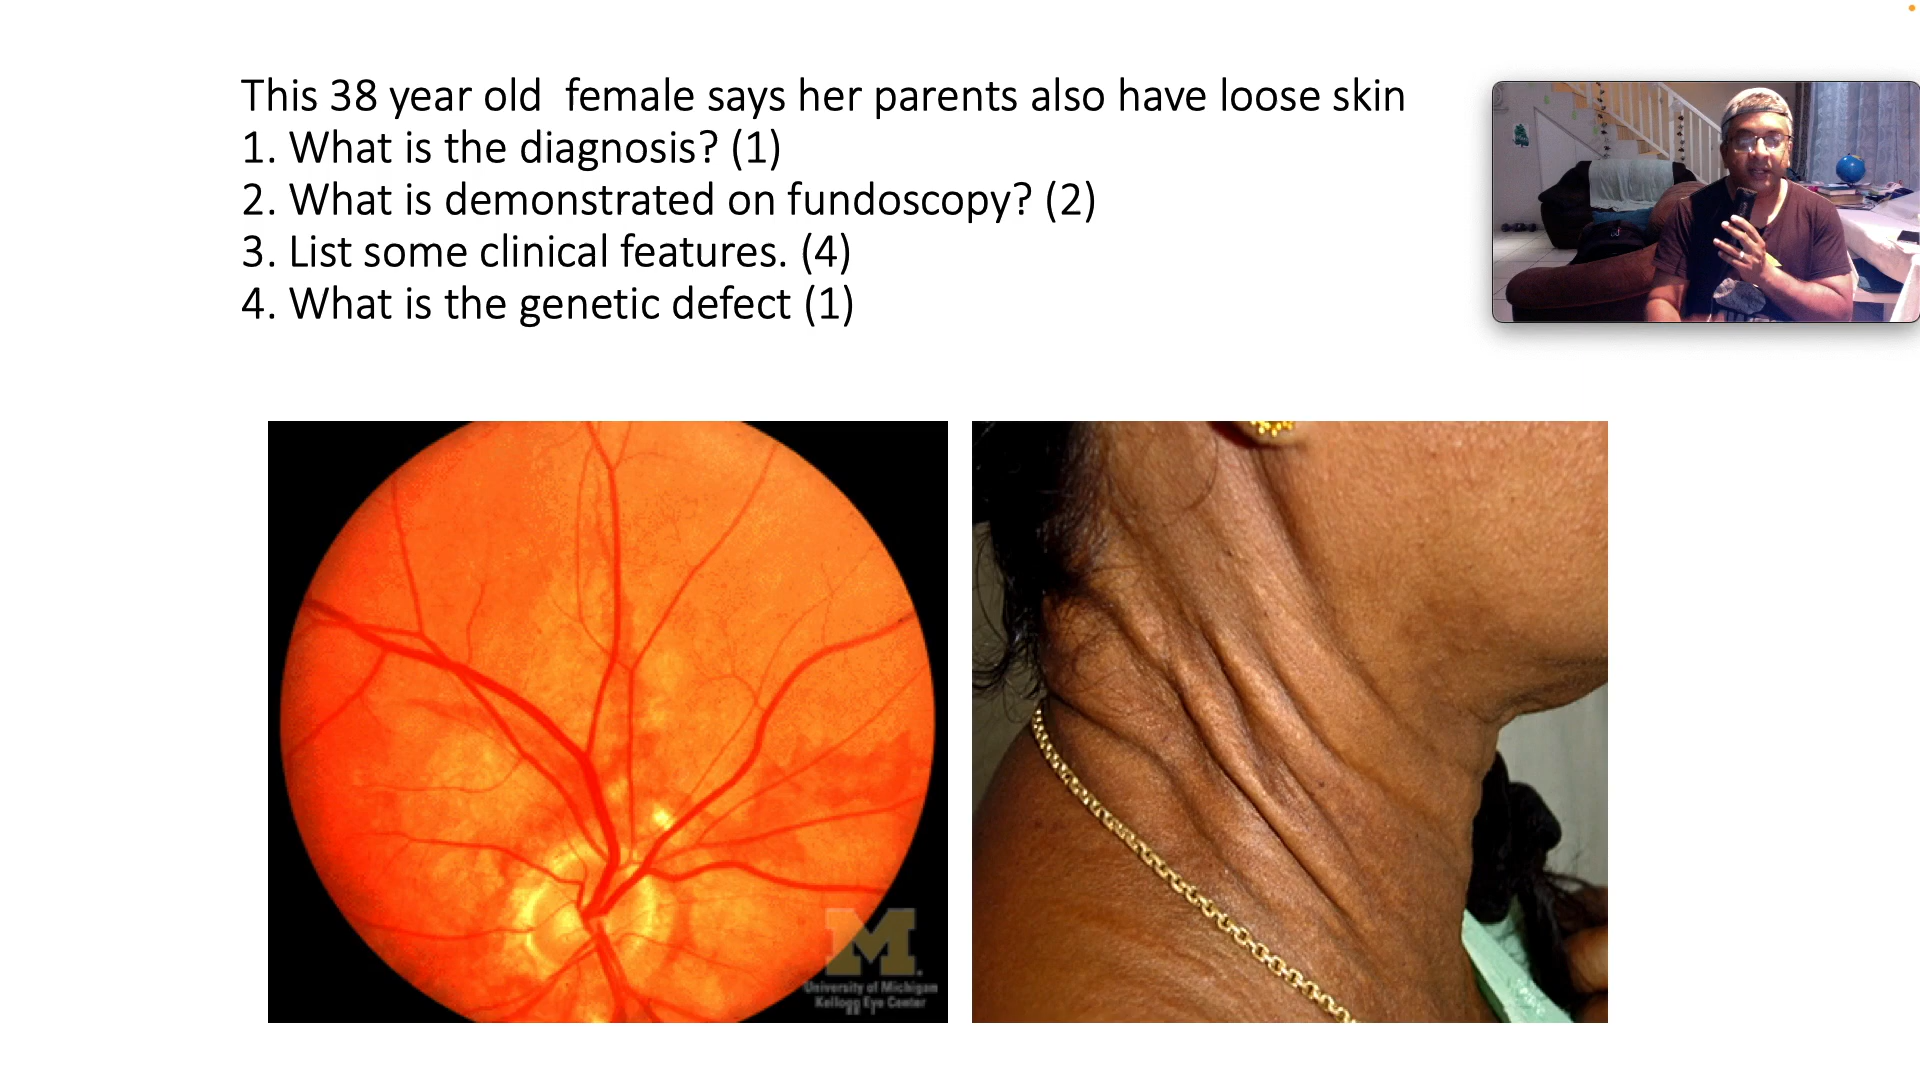 This 38 year old  female says her parents also have loose skin
1. What is the diagnosis? (1)
2. What is demonstrated on fundoscopy? (2)
3. List some clinical features. (4)
4. What is the genetic defect (1)
M
University of Michigan
Kellogg Eye Center